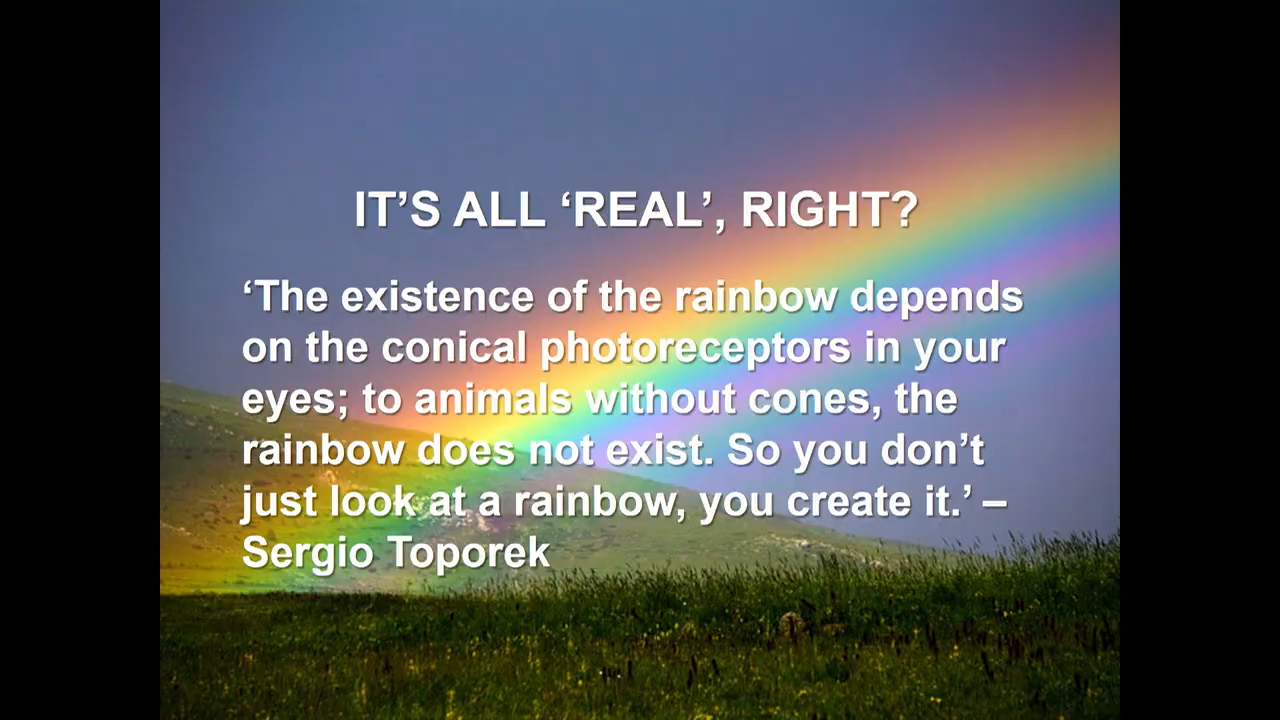 IT’S ALL ‘REAL’, RIGHT?
‘The existence of the rainbow depends
on the conical photoreceptors in your
eyes; to animals without cones, the
rainbow does not exist. So you don’t
just look at a rainbow, you create it.’ –
Sergio Toporek